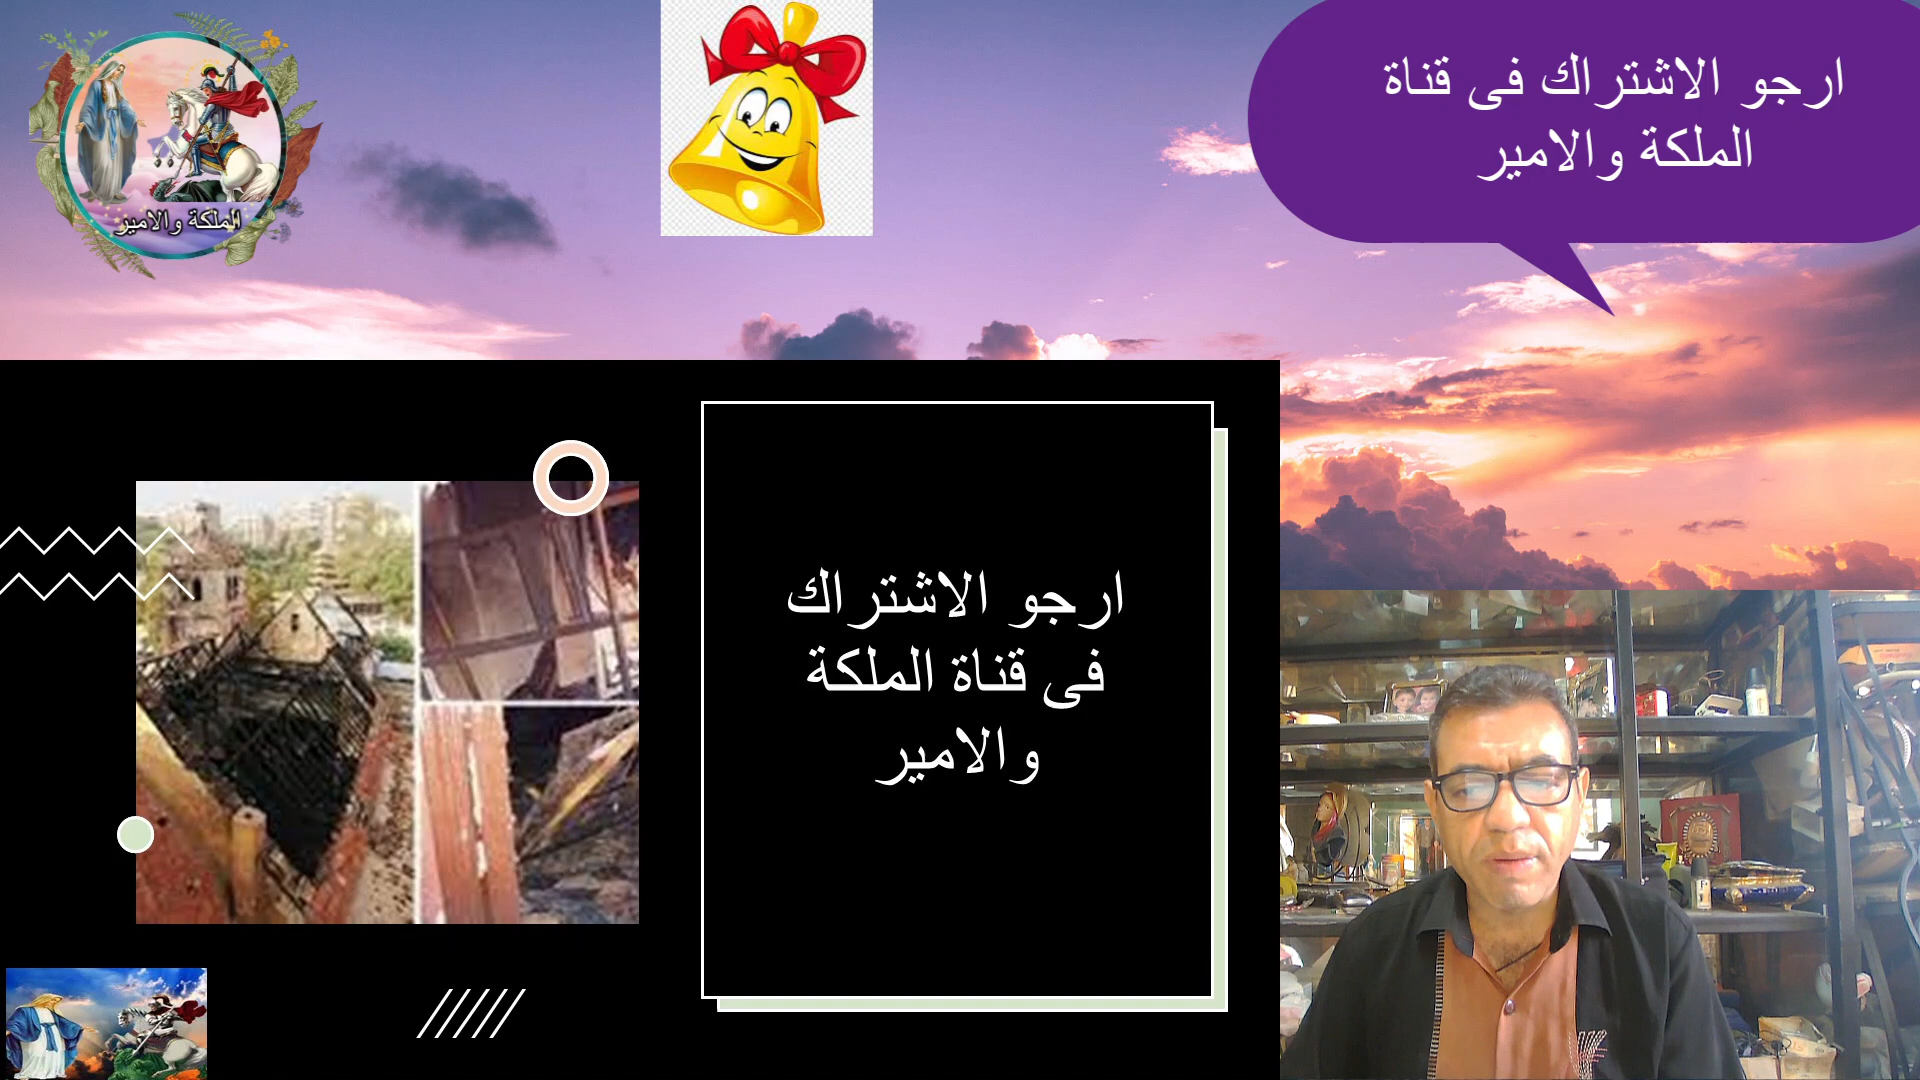 ارجو الاشتراك فى قناة
الملكة والامير
الملكة والامير
ارجو الاشتراك
فى قناة الملكة
والامير